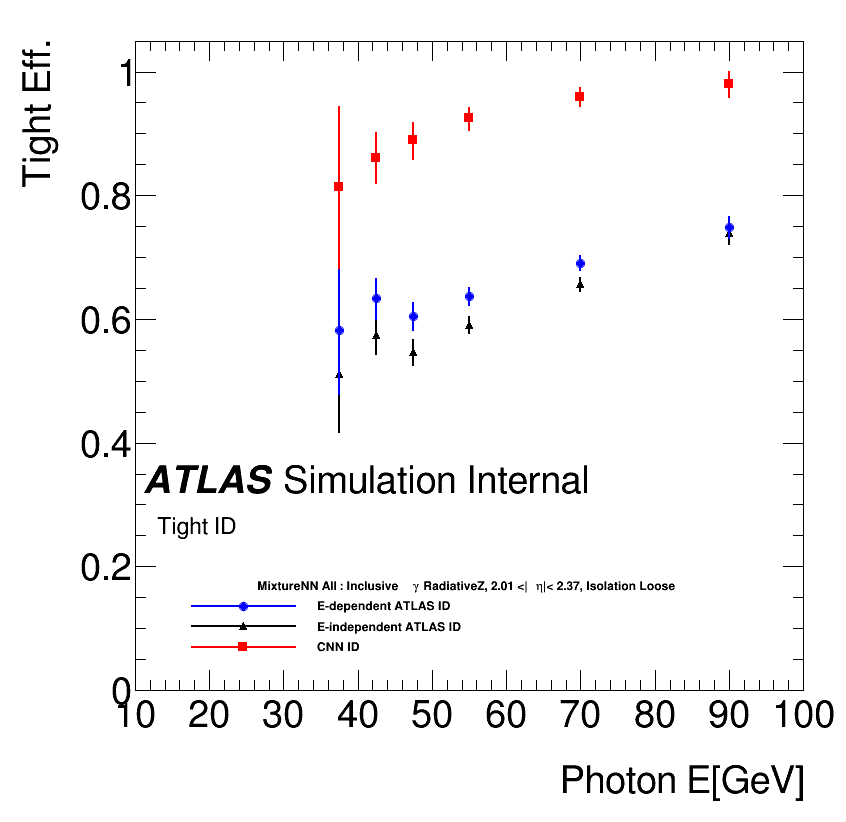 Tight Eff.
1
0.8
0.6
0.4
ATLAS Simulation Internal
Tight ID
0.2
MixtureNN All : Inclusive γ RadiativeZ, 2.01 <| η|< 2.37, Isolation Loose
E-dependent ATLAS ID
E-independent ATLAS ID
CNN ID
0
10 20 30 40 50 60 70 80 90 100
Photon E[GeV]